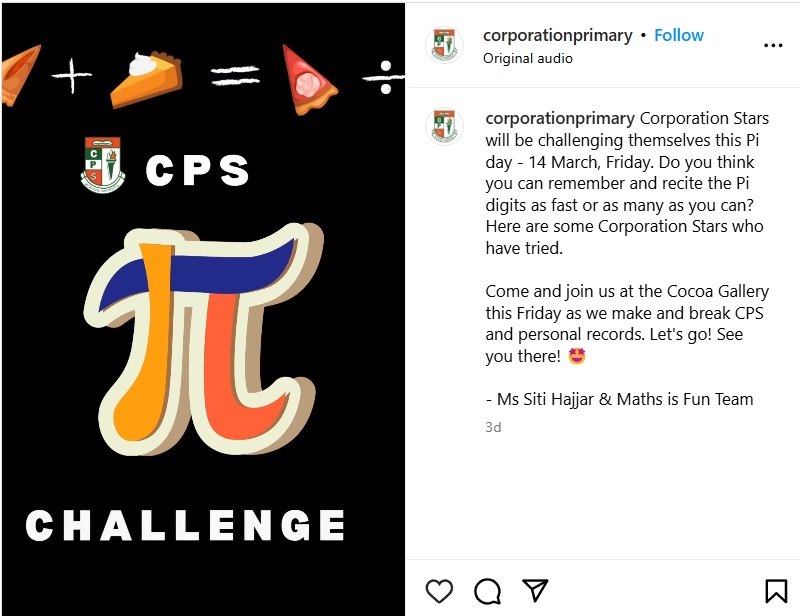 + = ÷
CPS
CPS
π
CHALLENGE
corporationprimary • Follow
Original audio
corporationprimary Corporation Stars
will be challenging themselves this Pi
day - 14 March, Friday. Do you think
you can remember and recite the Pi
digits as fast or as many as you can?
Here are some Corporation Stars who
have tried.
Come and join us at the Cocoa Gallery
this Friday as we make and break CPS
and personal records. Let's go! See
you there! 🤩
- Ms Siti Hajjar & Maths is Fun Team
3d